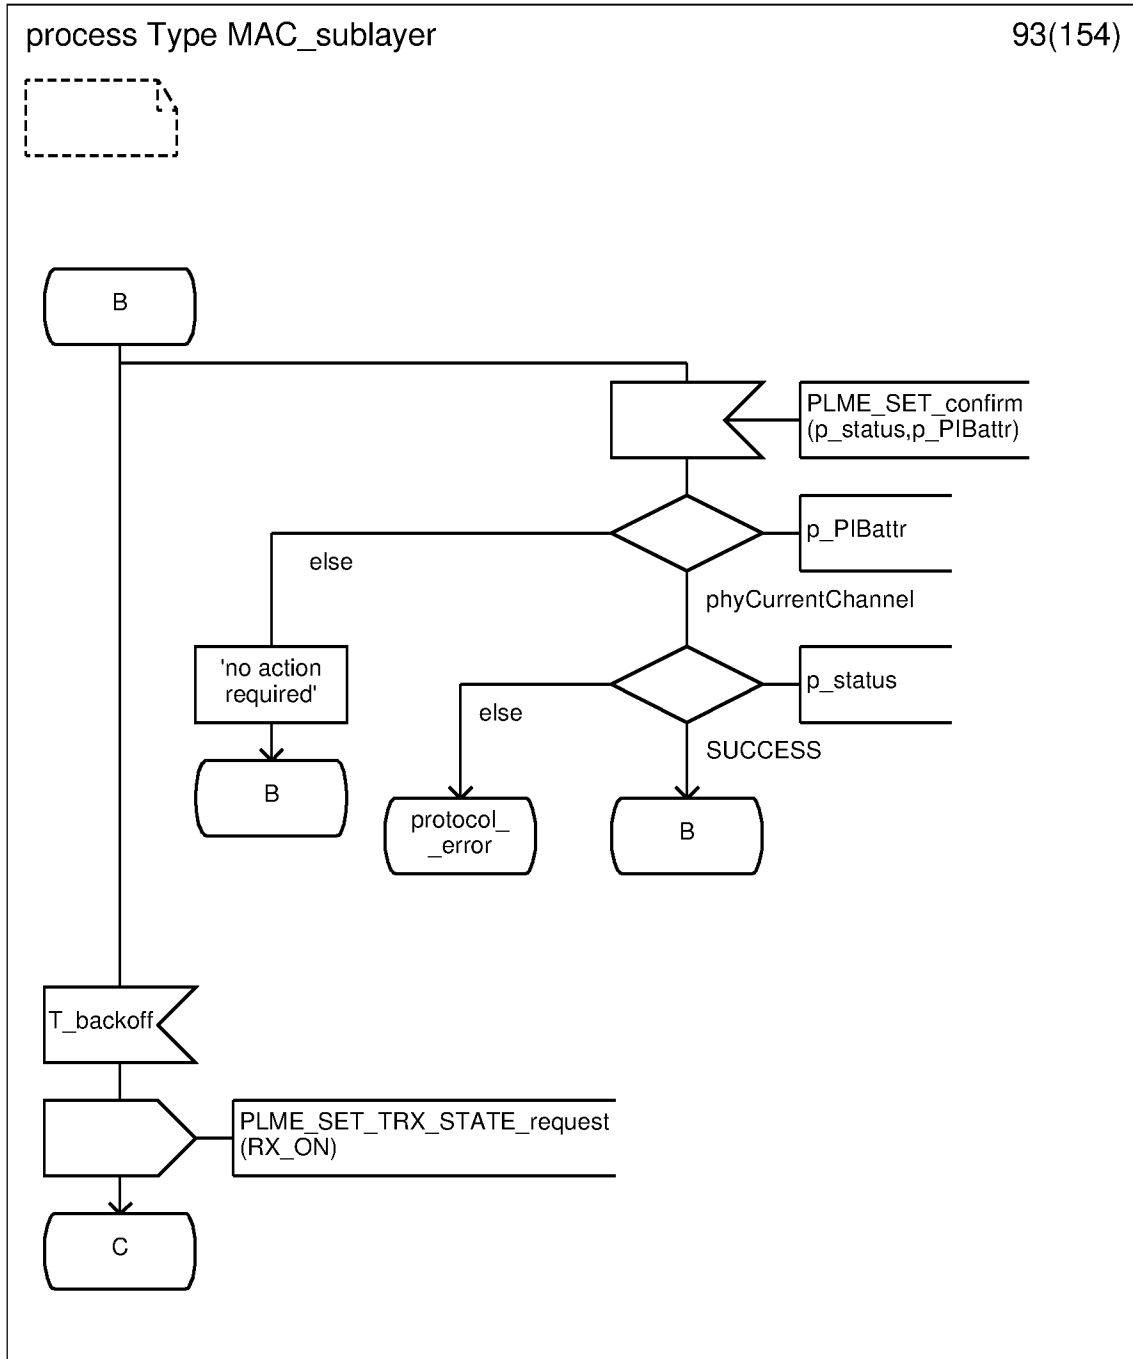 process Type MAC_sublayer
93(154)
B
PLME_SET_confirm
(p_status,p_PIBattr)
p_PIBattr
else
phyCurrentChannel
'no action
required'
p_status
else
SUCCESS
B
protocol_
_error
B
T_backoff
PLME_SET_TRX_STATE_request
(RX_ON)
C